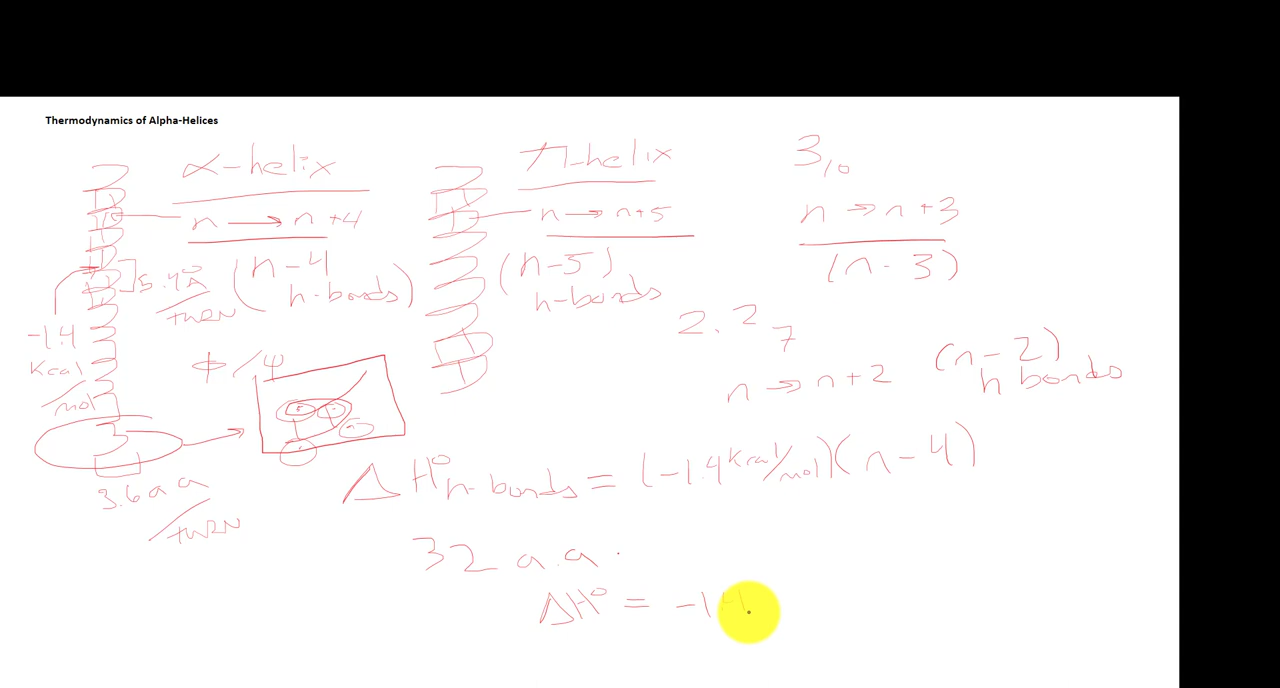 Thermodynamics of Alpha-Helices
α-helix
n → n+4
(n-4
h-bonds)
5.4Å
/TURN
-1.4
Kcal
/mol
3.6 a a
/TURN
Φ/Ψ
π-helix
n → n+5
(n-5)
h-bonds
3₁₀
n → n+3
(n-3)
2.2₇
n → n+2 (n-2)
h bonds
ΔH° h-bonds = (-1.4 Kcal/mol)(n-4)
32 a.a.
ΔH° = -1.4